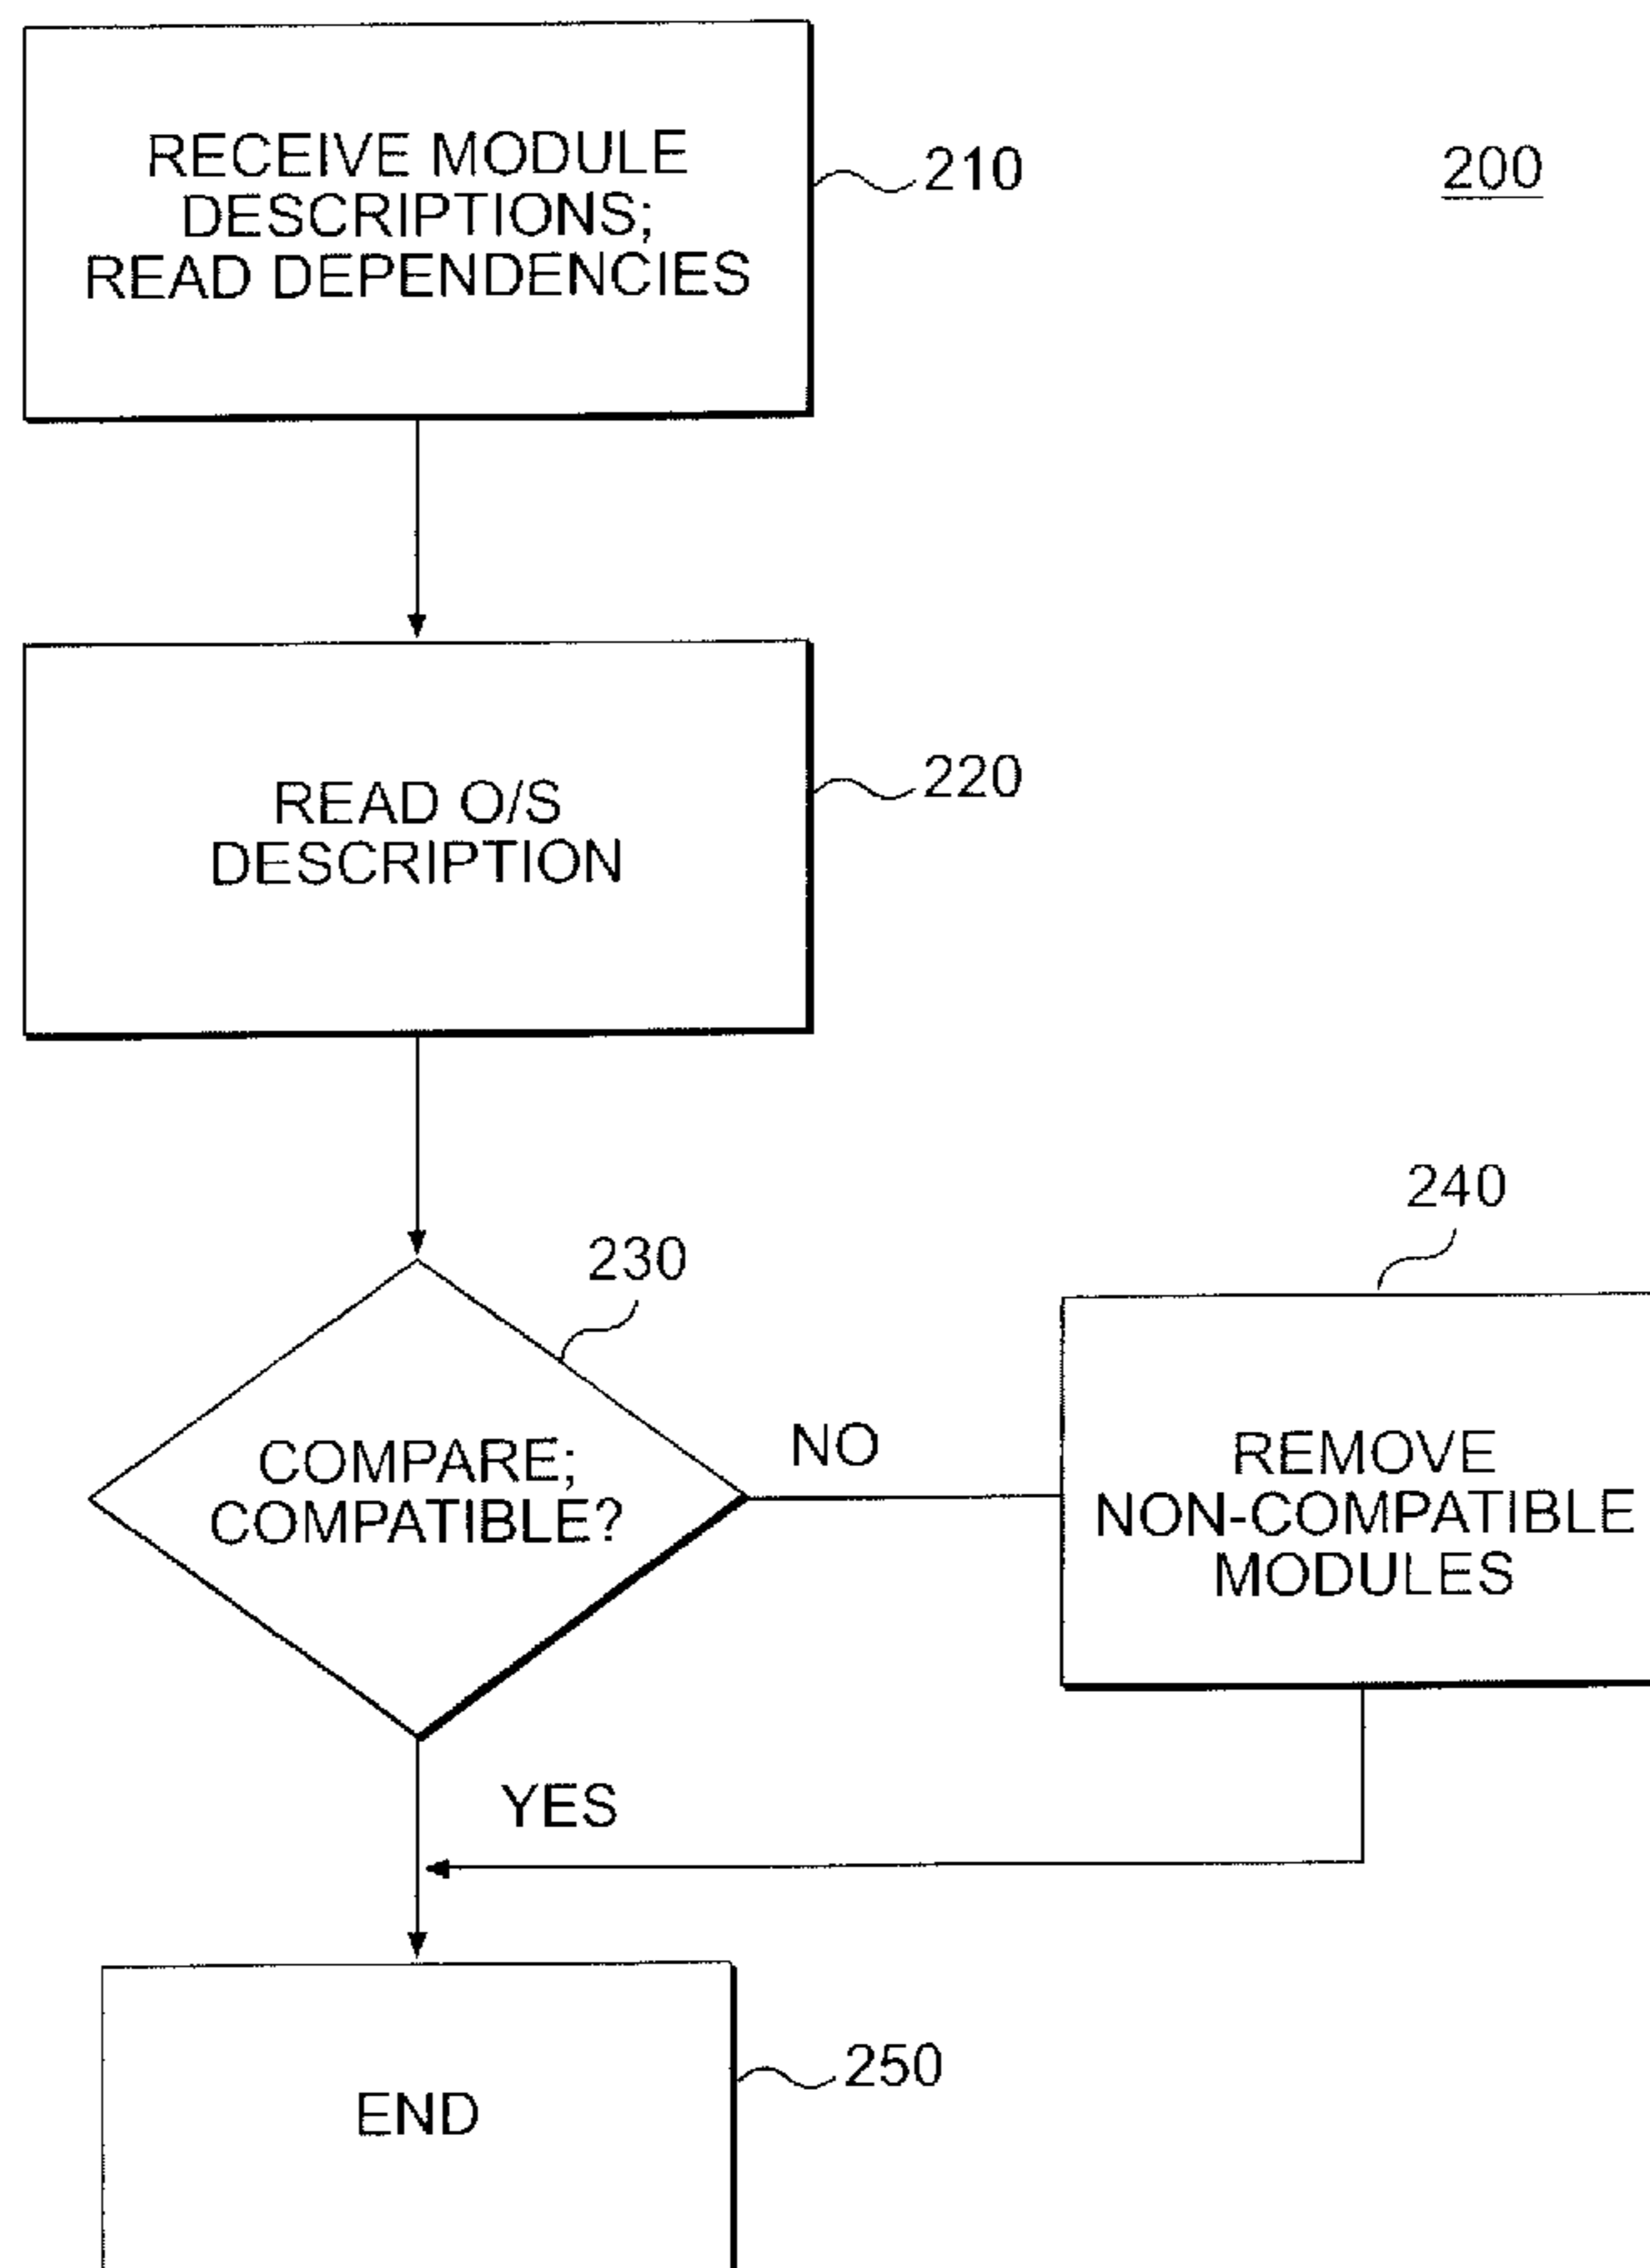 RECEIVE MODULE
DESCRIPTIONS;
READ DEPENDENCIES
210
200
READ O/S
DESCRIPTION
220
230
COMPARE;
COMPATIBLE?
NO
240
REMOVE
NON-COMPATIBLE
MODULES
YES
END
250